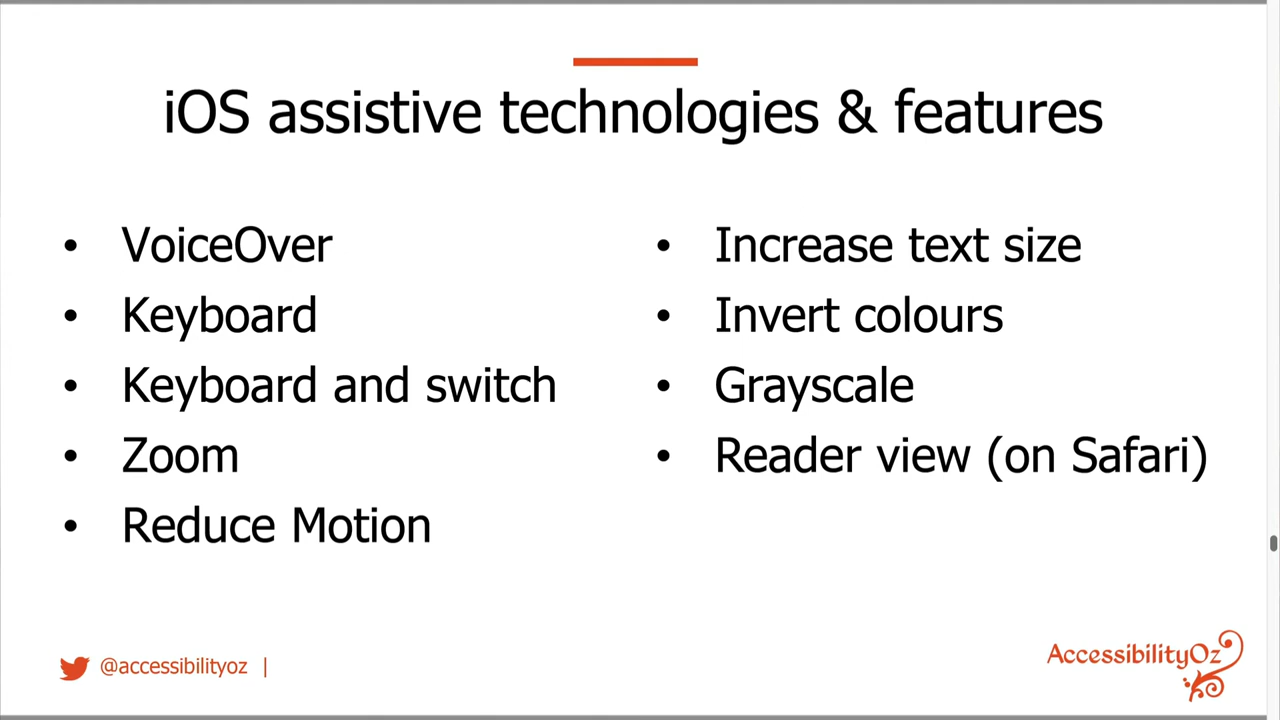 iOS assistive technologies & features
• VoiceOver
• Keyboard
• Keyboard and switch
• Zoom
• Reduce Motion
• Increase text size
• Invert colours
• Grayscale
• Reader view (on Safari)
@accessibilityoz |
AccessibilityOz